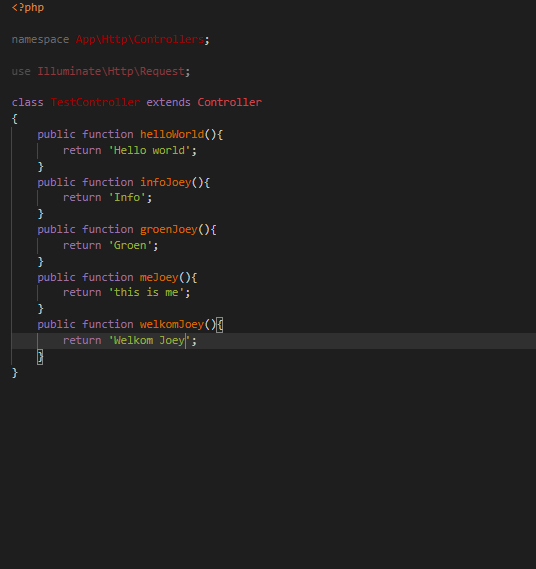 <?php
namespace App\Http\Controllers;
use Illuminate\Http\Request;
class TestController extends Controller
{
public function helloWorld(){
return 'Hello world';
}
public function infoJoey(){
return 'Info';
}
public function groenJoey(){
return 'Groen';
}
public function meJoey(){
return 'this is me';
}
public function welkomJoey(){
return 'Welkom Joey';
}
}